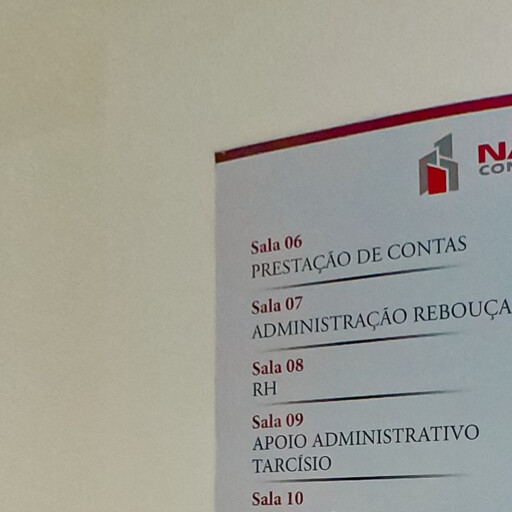 Sala 06
PRESTAÇÃO DE CONTAS
Sala 07
ADMINISTRAÇÃO REBOUÇA
Sala 08
RH
Sala 09
APOIO ADMINISTRATIVO
TARCÍSIO
Sala 10